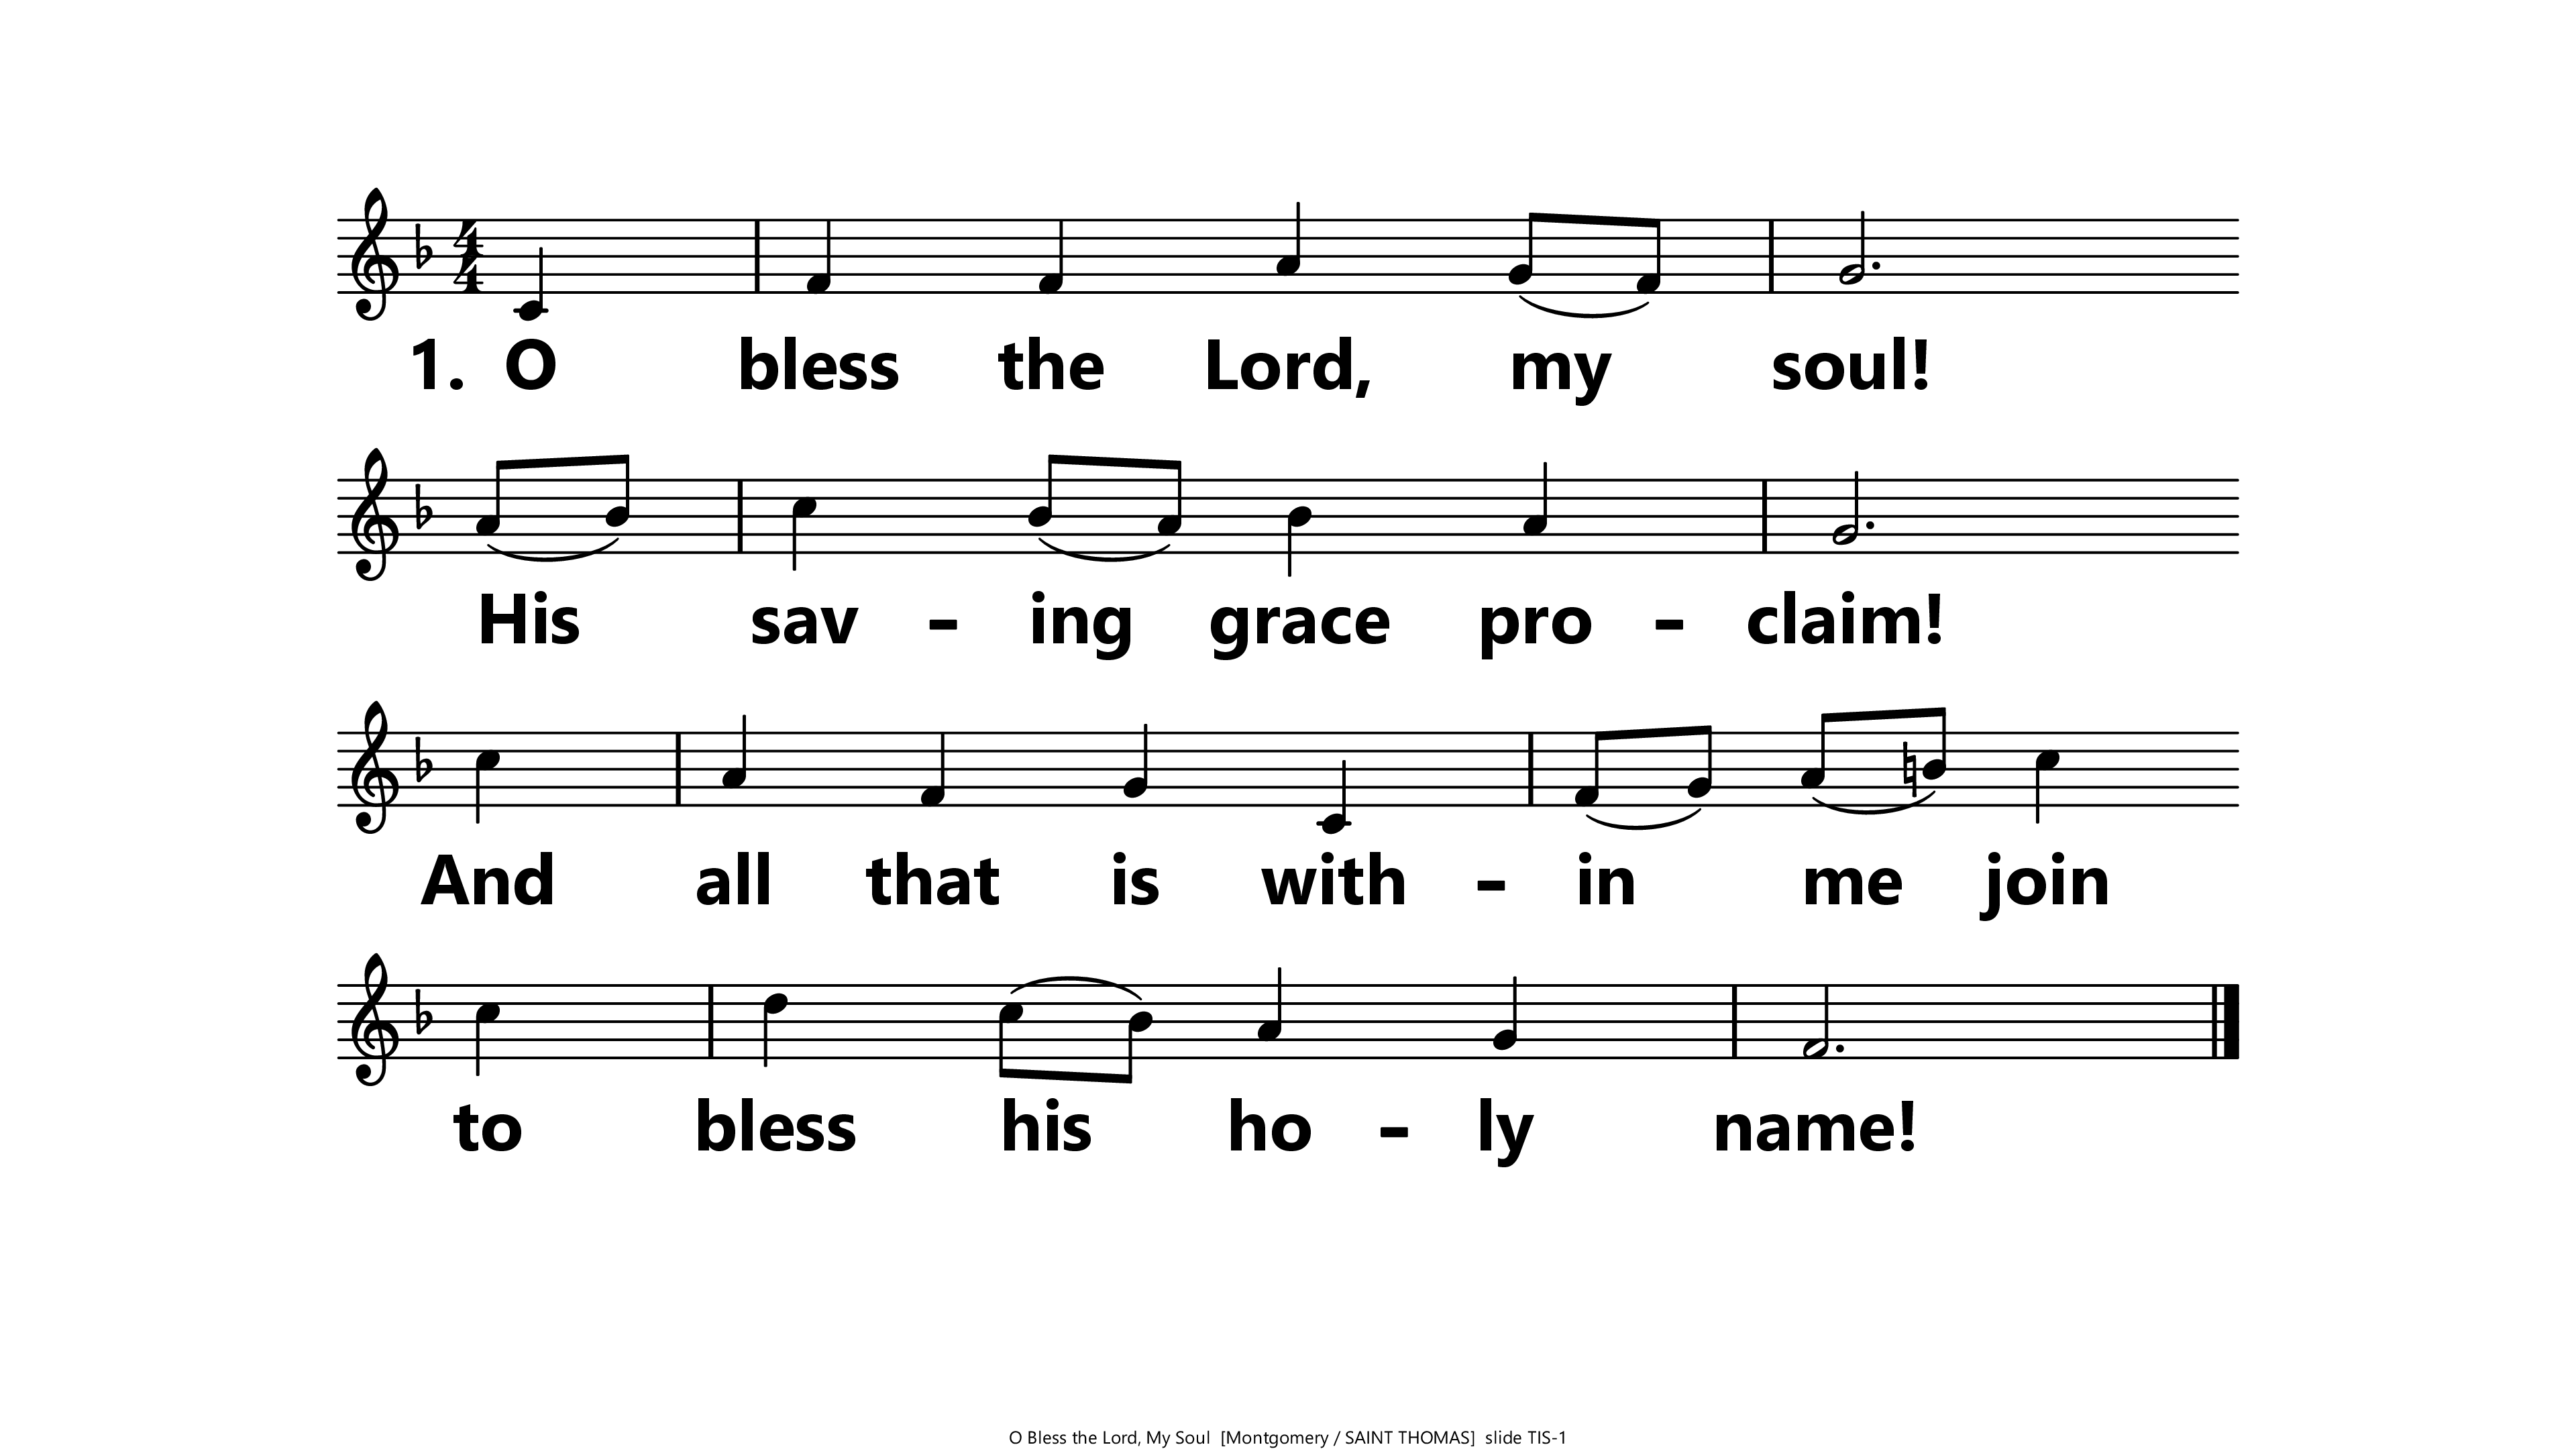 1. O bless the Lord, my soul!
His sav - ing grace pro - claim!
And all that is with - in me join
to bless his ho - ly name!
O Bless the Lord, My Soul [Montgomery / SAINT THOMAS] slide TIS-1